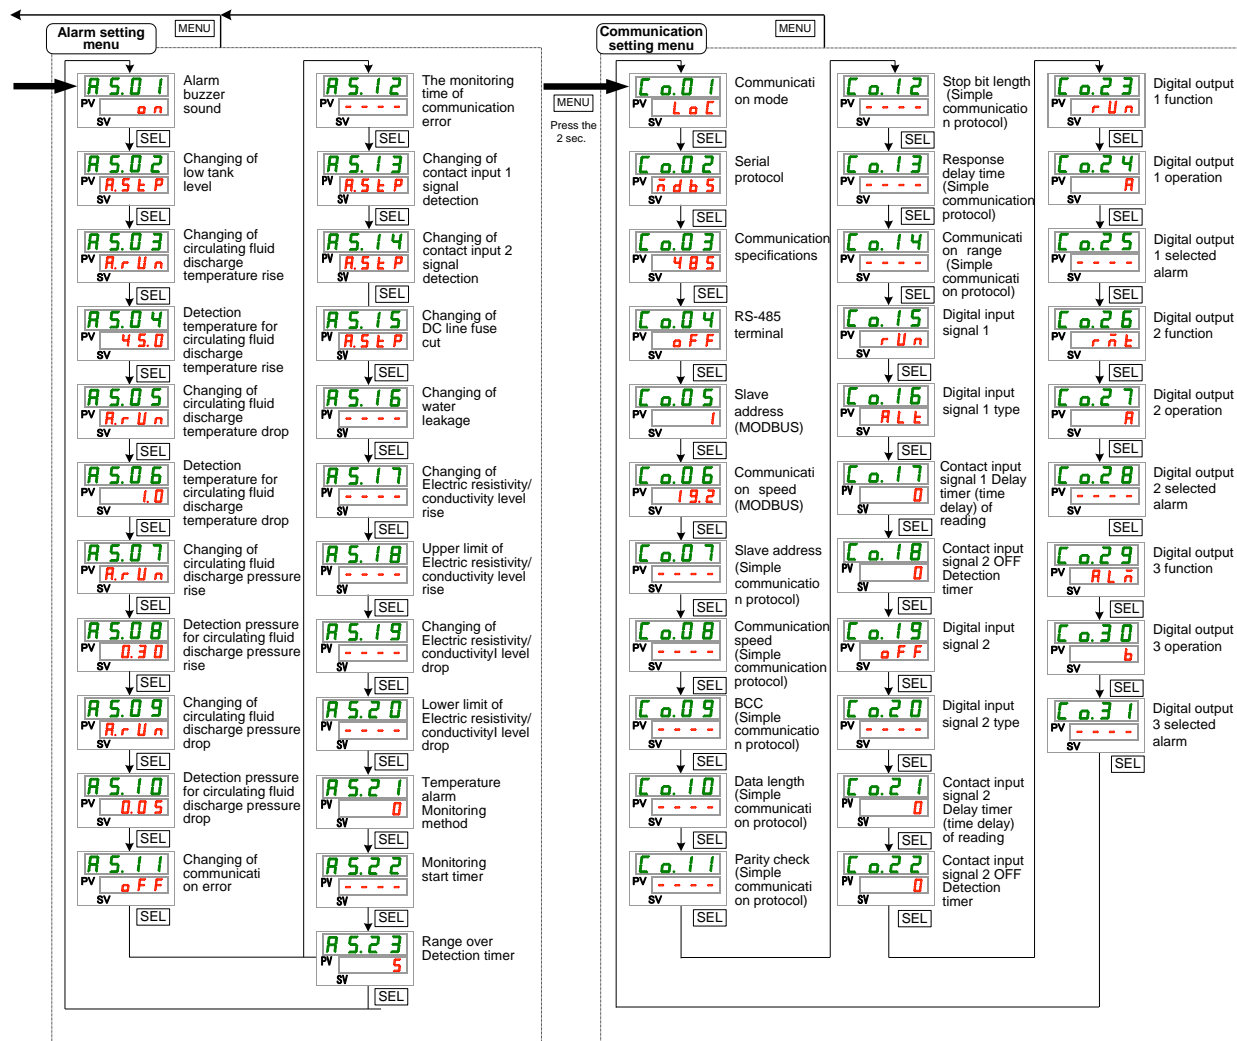 Alarm setting
menu
MENU
AS.01
PV
on
SV
Alarm
buzzer
sound
SEL
AS.02
PV
A.StP
SV
Changing of
low tank
level
SEL
AS.03
PV
A.rUn
SV
Changing of
circulating fluid
discharge
temperature rise
SEL
AS.04
PV
45.0
SV
Detection
temperature for
circulating fluid
discharge
temperature rise
SEL
AS.05
PV
A.rUn
SV
Changing of
circulating fluid
discharge
temperature drop
SEL
AS.06
PV
1.0
SV
Detection
temperature for
circulating fluid
discharge
temperature drop
SEL
AS.07
PV
A.rUn
SV
Changing of
circulating fluid
discharge pressure
rise
SEL
AS.08
PV
0.30
SV
Detection pressure
for circulating fluid
discharge pressure
rise
SEL
AS.09
PV
A.rUn
SV
Changing of
circulating fluid
discharge pressure
drop
SEL
AS.10
PV
0.05
SV
Detection pressure
for circulating fluid
discharge pressure
drop
SEL
AS.11
PV
oFF
SV
Changing of
communicati
on error
SEL
AS.12
PV
----
SV
The monitoring
time of
communication
error
SEL
AS.13
PV
A.StP
SV
Changing of
contact input 1
signal
detection
SEL
AS.14
PV
A.StP
SV
Changing of
contact input 2
signal
detection
SEL
AS.15
PV
A.StP
SV
Changing of
DC line fuse
cut
SEL
AS.16
PV
----
SV
Changing of
water
leakage
SEL
AS.17
PV
----
SV
Changing of
Electric resistivity/
conductivity level
rise
SEL
AS.18
PV
----
SV
Upper limit of
Electric resistivity/
conductivity level
rise
SEL
AS.19
PV
----
SV
Changing of
Electric resistivity/
conductivityl level
drop
SEL
AS.20
PV
----
SV
Lower limit of
Electric resistivity/
conductivityl level
drop
SEL
AS.21
PV
0
SV
Temperature
alarm
Monitoring
method
SEL
AS.22
PV
----
SV
Monitoring
start timer
SEL
AS.23
PV
5
SV
Range over
Detection timer
SEL
MENU
Press the
2 sec.
Communication
setting menu
MENU
Co.01
PV
LoC
SV
Communicati
on mode
SEL
Co.02
PV
mdbS
SV
Serial
protocol
SEL
Co.03
PV
485
SV
Communication
specifications
SEL
Co.04
PV
oFF
SV
RS-485
terminal
SEL
Co.05
PV
1
SV
Slave
address
(MODBUS)
SEL
Co.06
PV
19.2
SV
Communicati
on speed
(MODBUS)
SEL
Co.07
PV
----
SV
Slave address
(Simple
communicatio
n protocol)
SEL
Co.08
PV
----
SV
Communication
speed
(Simple
communication
protocol)
SEL
Co.09
PV
----
SV
BCC
(Simple
communicatio
n protocol)
SEL
Co.10
PV
----
SV
Data length
(Simple
communicati
on protocol)
SEL
Co.11
PV
----
SV
Parity check
(Simple
communicati
on protocol)
SEL
Co.12
PV
----
SV
Stop bit length
(Simple
communicatio
n protocol)
SEL
Co.13
PV
----
SV
Response
delay time
(Simple
communication
protocol)
SEL
Co.14
PV
----
SV
Communicati
on range
(Simple
communicati
on protocol)
SEL
Co.15
PV
rUn
SV
Digital input
signal 1
SEL
Co.16
PV
ALt
SV
Digital input
signal 1 type
SEL
Co.17
PV
0
SV
Contact input
signal 1 Delay
timer (time
delay) of
reading
SEL
Co.18
PV
0
SV
Contact input
signal 2 OFF
Detection
timer
SEL
Co.19
PV
oFF
SV
Digital input
signal 2
SEL
Co.20
PV
----
SV
Digital input
signal 2 type
SEL
Co.21
PV
0
SV
Contact input
signal 2
Delay timer
(time delay)
of reading
SEL
Co.22
PV
0
SV
Contact input
signal 2 OFF
Detection
timer
SEL
Co.23
PV
rUn
SV
Digital output
1 function
SEL
Co.24
PV
A
SV
Digital output
1 operation
SEL
Co.25
PV
----
SV
Digital output
1 selected
alarm
SEL
Co.26
PV
rmt
SV
Digital output
2 function
SEL
Co.27
PV
A
SV
Digital output
2 operation
SEL
Co.28
PV
----
SV
Digital output
2 selected
alarm
SEL
Co.29
PV
ALm
SV
Digital output
3 function
SEL
Co.30
PV
b
SV
Digital output
3 operation
SEL
Co.31
PV
----
SV
Digital output
3 selected
alarm
SEL